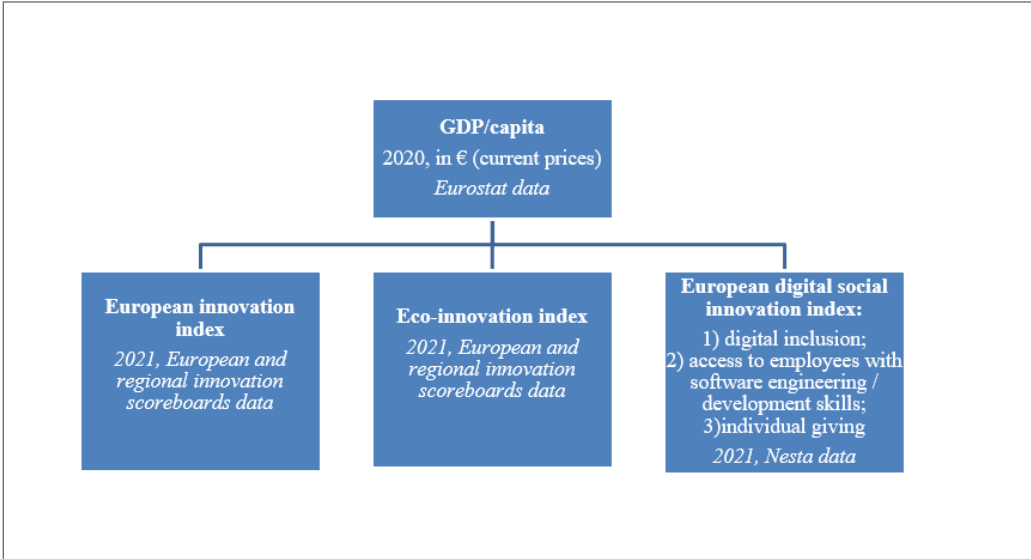 GDP/capita
2020, in € (current prices)
Eurostat data
European innovation
index
2021, European and
regional innovation
scoreboards data
Eco-innovation index
2021, European and
regional innovation
scoreboards data
European digital social
innovation index:
1) digital inclusion;
2) access to employees with
software engineering /
development skills;
3)individual giving
2021, Nesta data